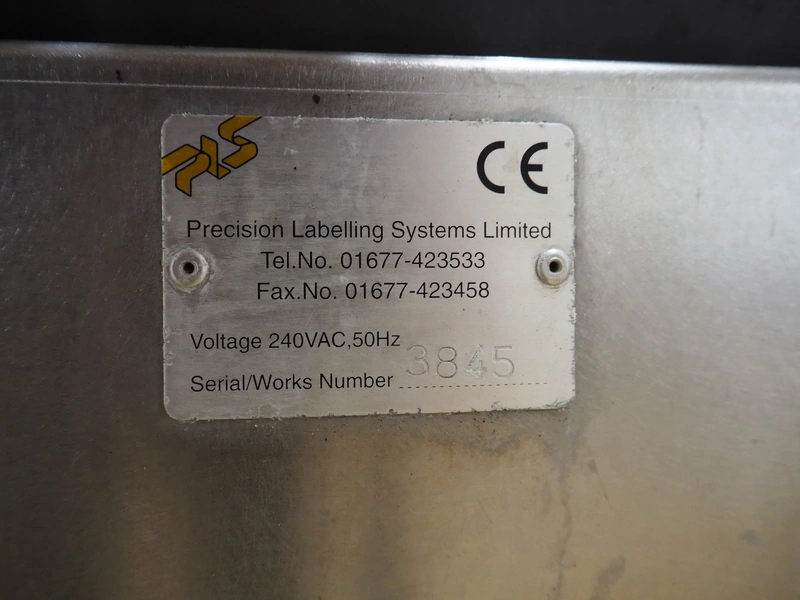 PLS
CE
Precision Labelling Systems Limited
Tel.No. 01677-423533
Fax.No. 01677-423458
Voltage 240VAC,50Hz
Serial/Works Number 3845